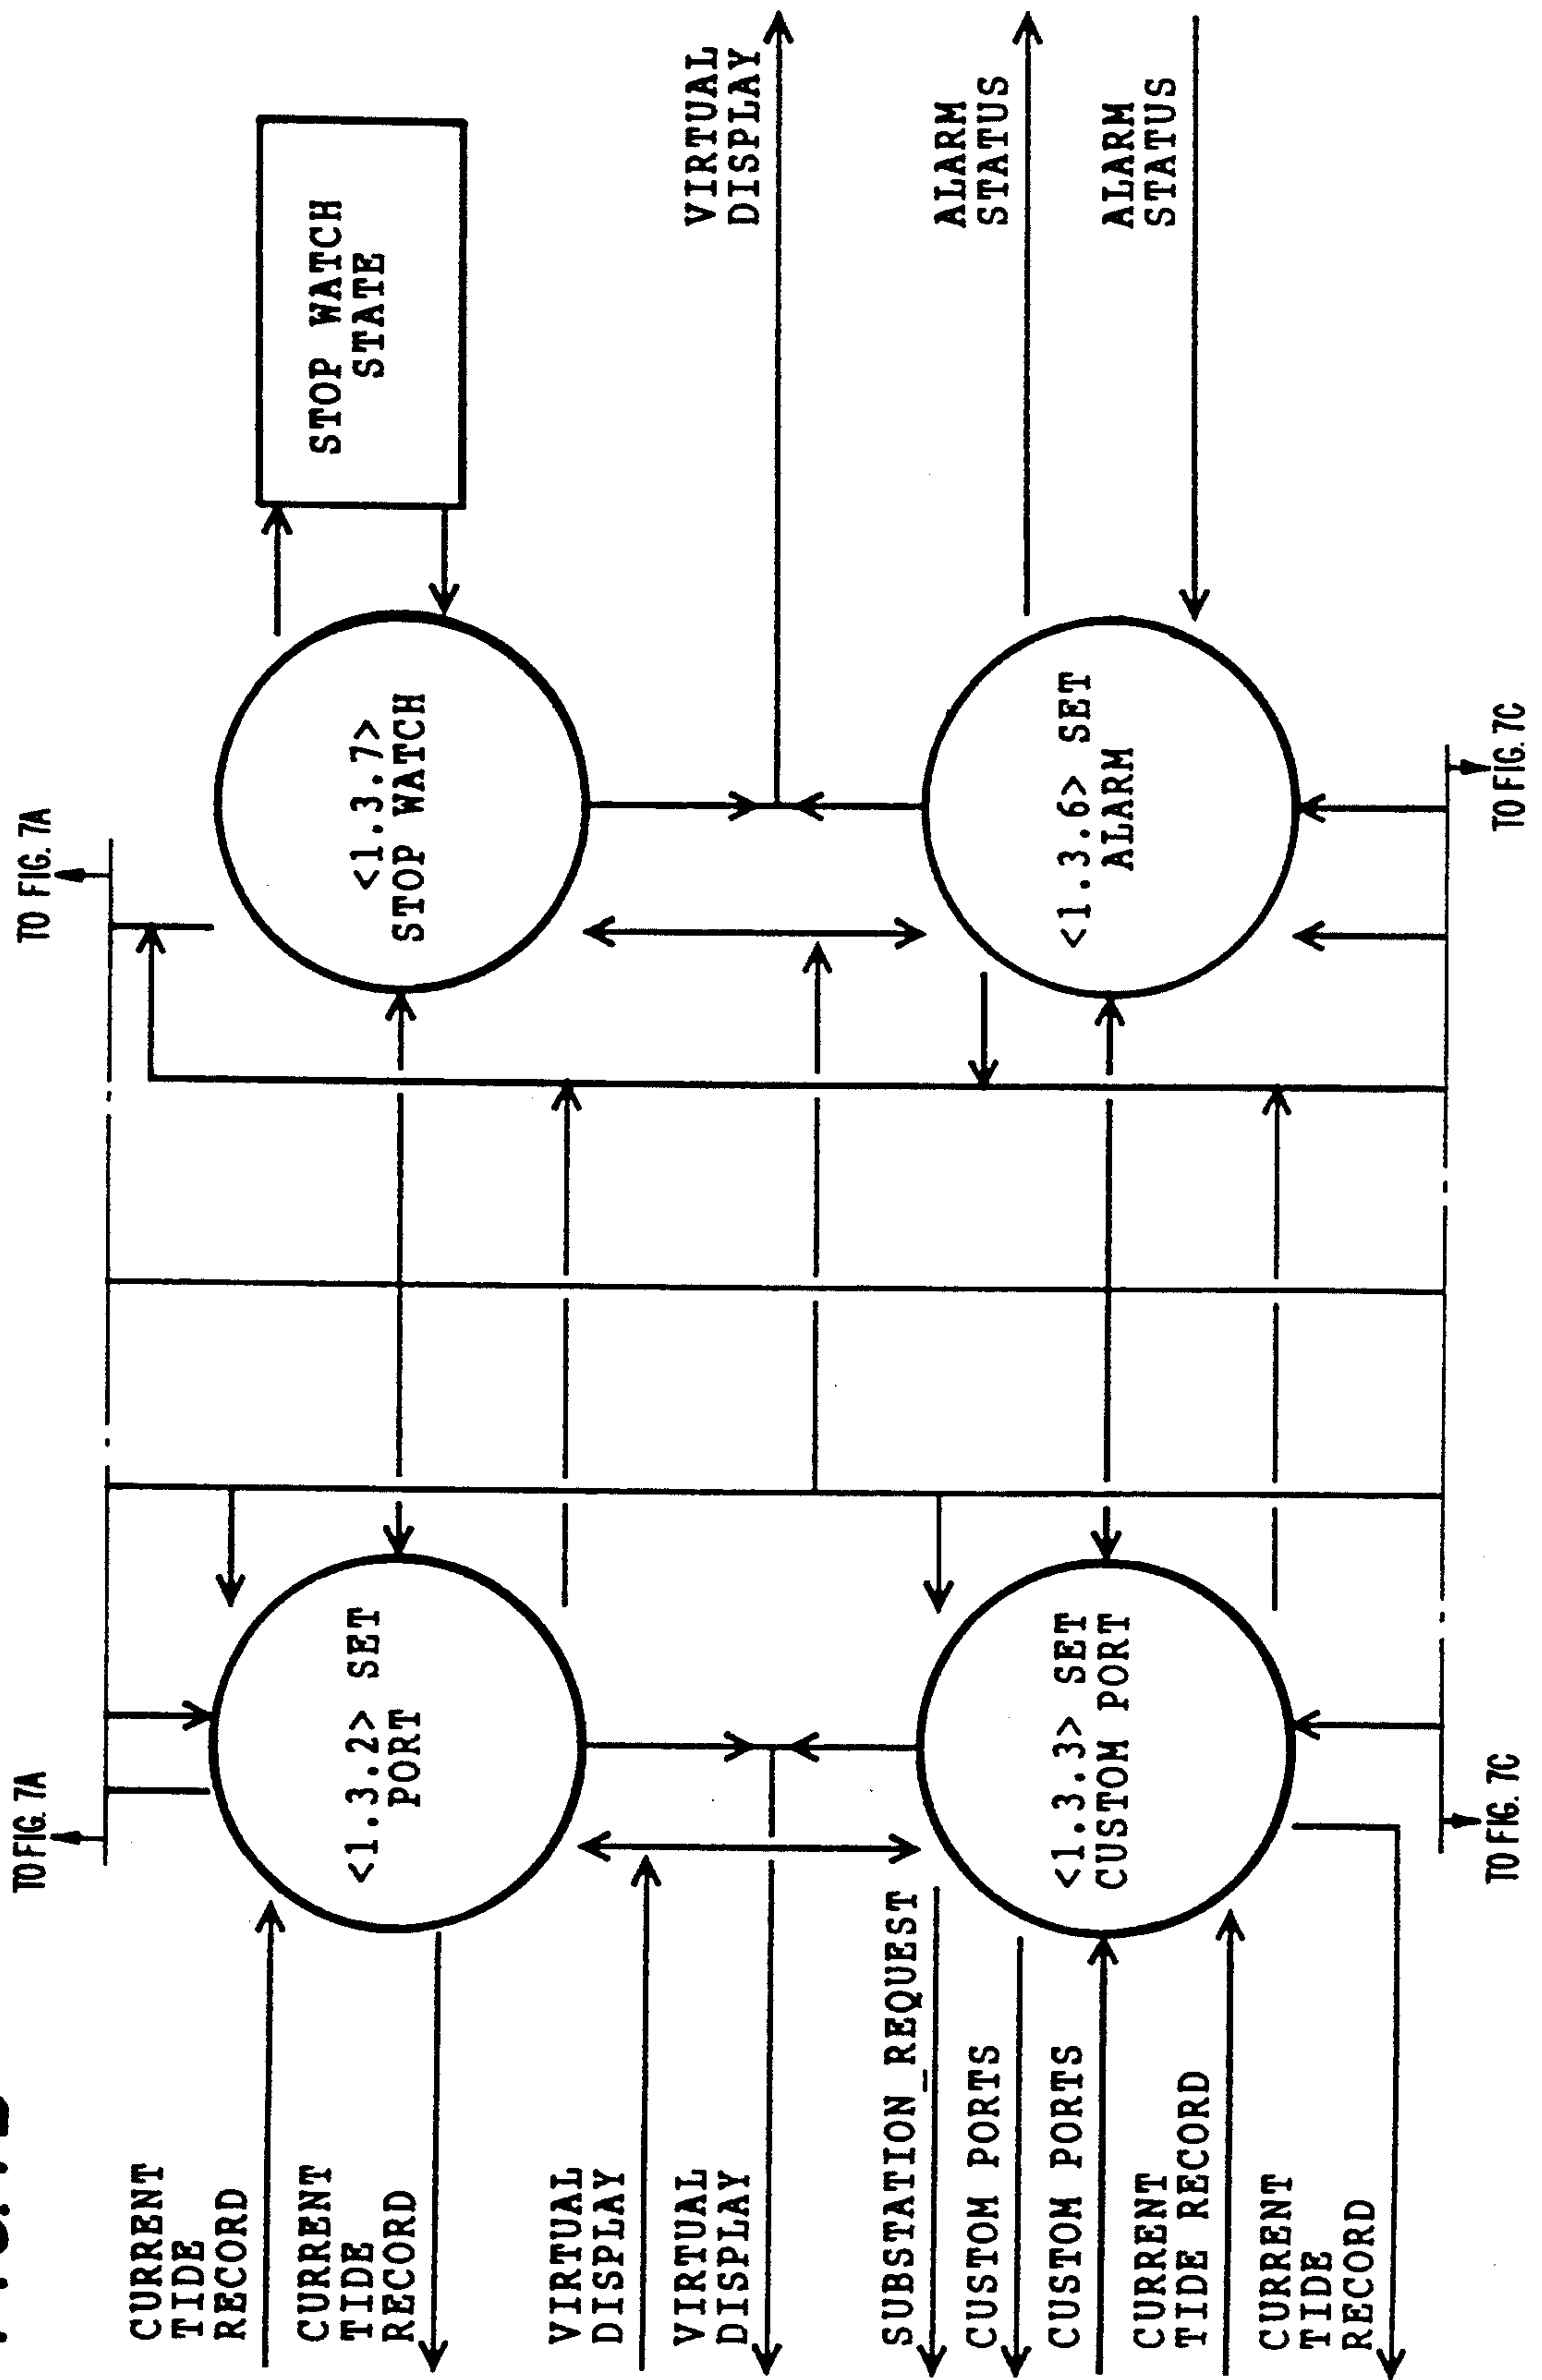 TO FIG. 7A
TO FIG. 7A
CURRENT
TIDE
RECORD
CURRENT
TIDE
RECORD
<1.3.2> SET
PORT
<1.3.7>
STOP WATCH
STOP WATCH
STATE
VIRTUAL
DISPLAY
VIRTUAL
DISPLAY
VIRTUAL
DISPLAY
SUBSTATION_REQUEST
CUSTOM PORTS
CUSTOM PORTS
CURRENT
TIDE RECORD
CURRENT
TIDE
RECORD
<1.3.3> SET
CUSTOM PORT
<1.3.6> SET
ALARM
ALARM
STATUS
ALARM
STATUS
TO FIG. 7C
TO FIG. 7C